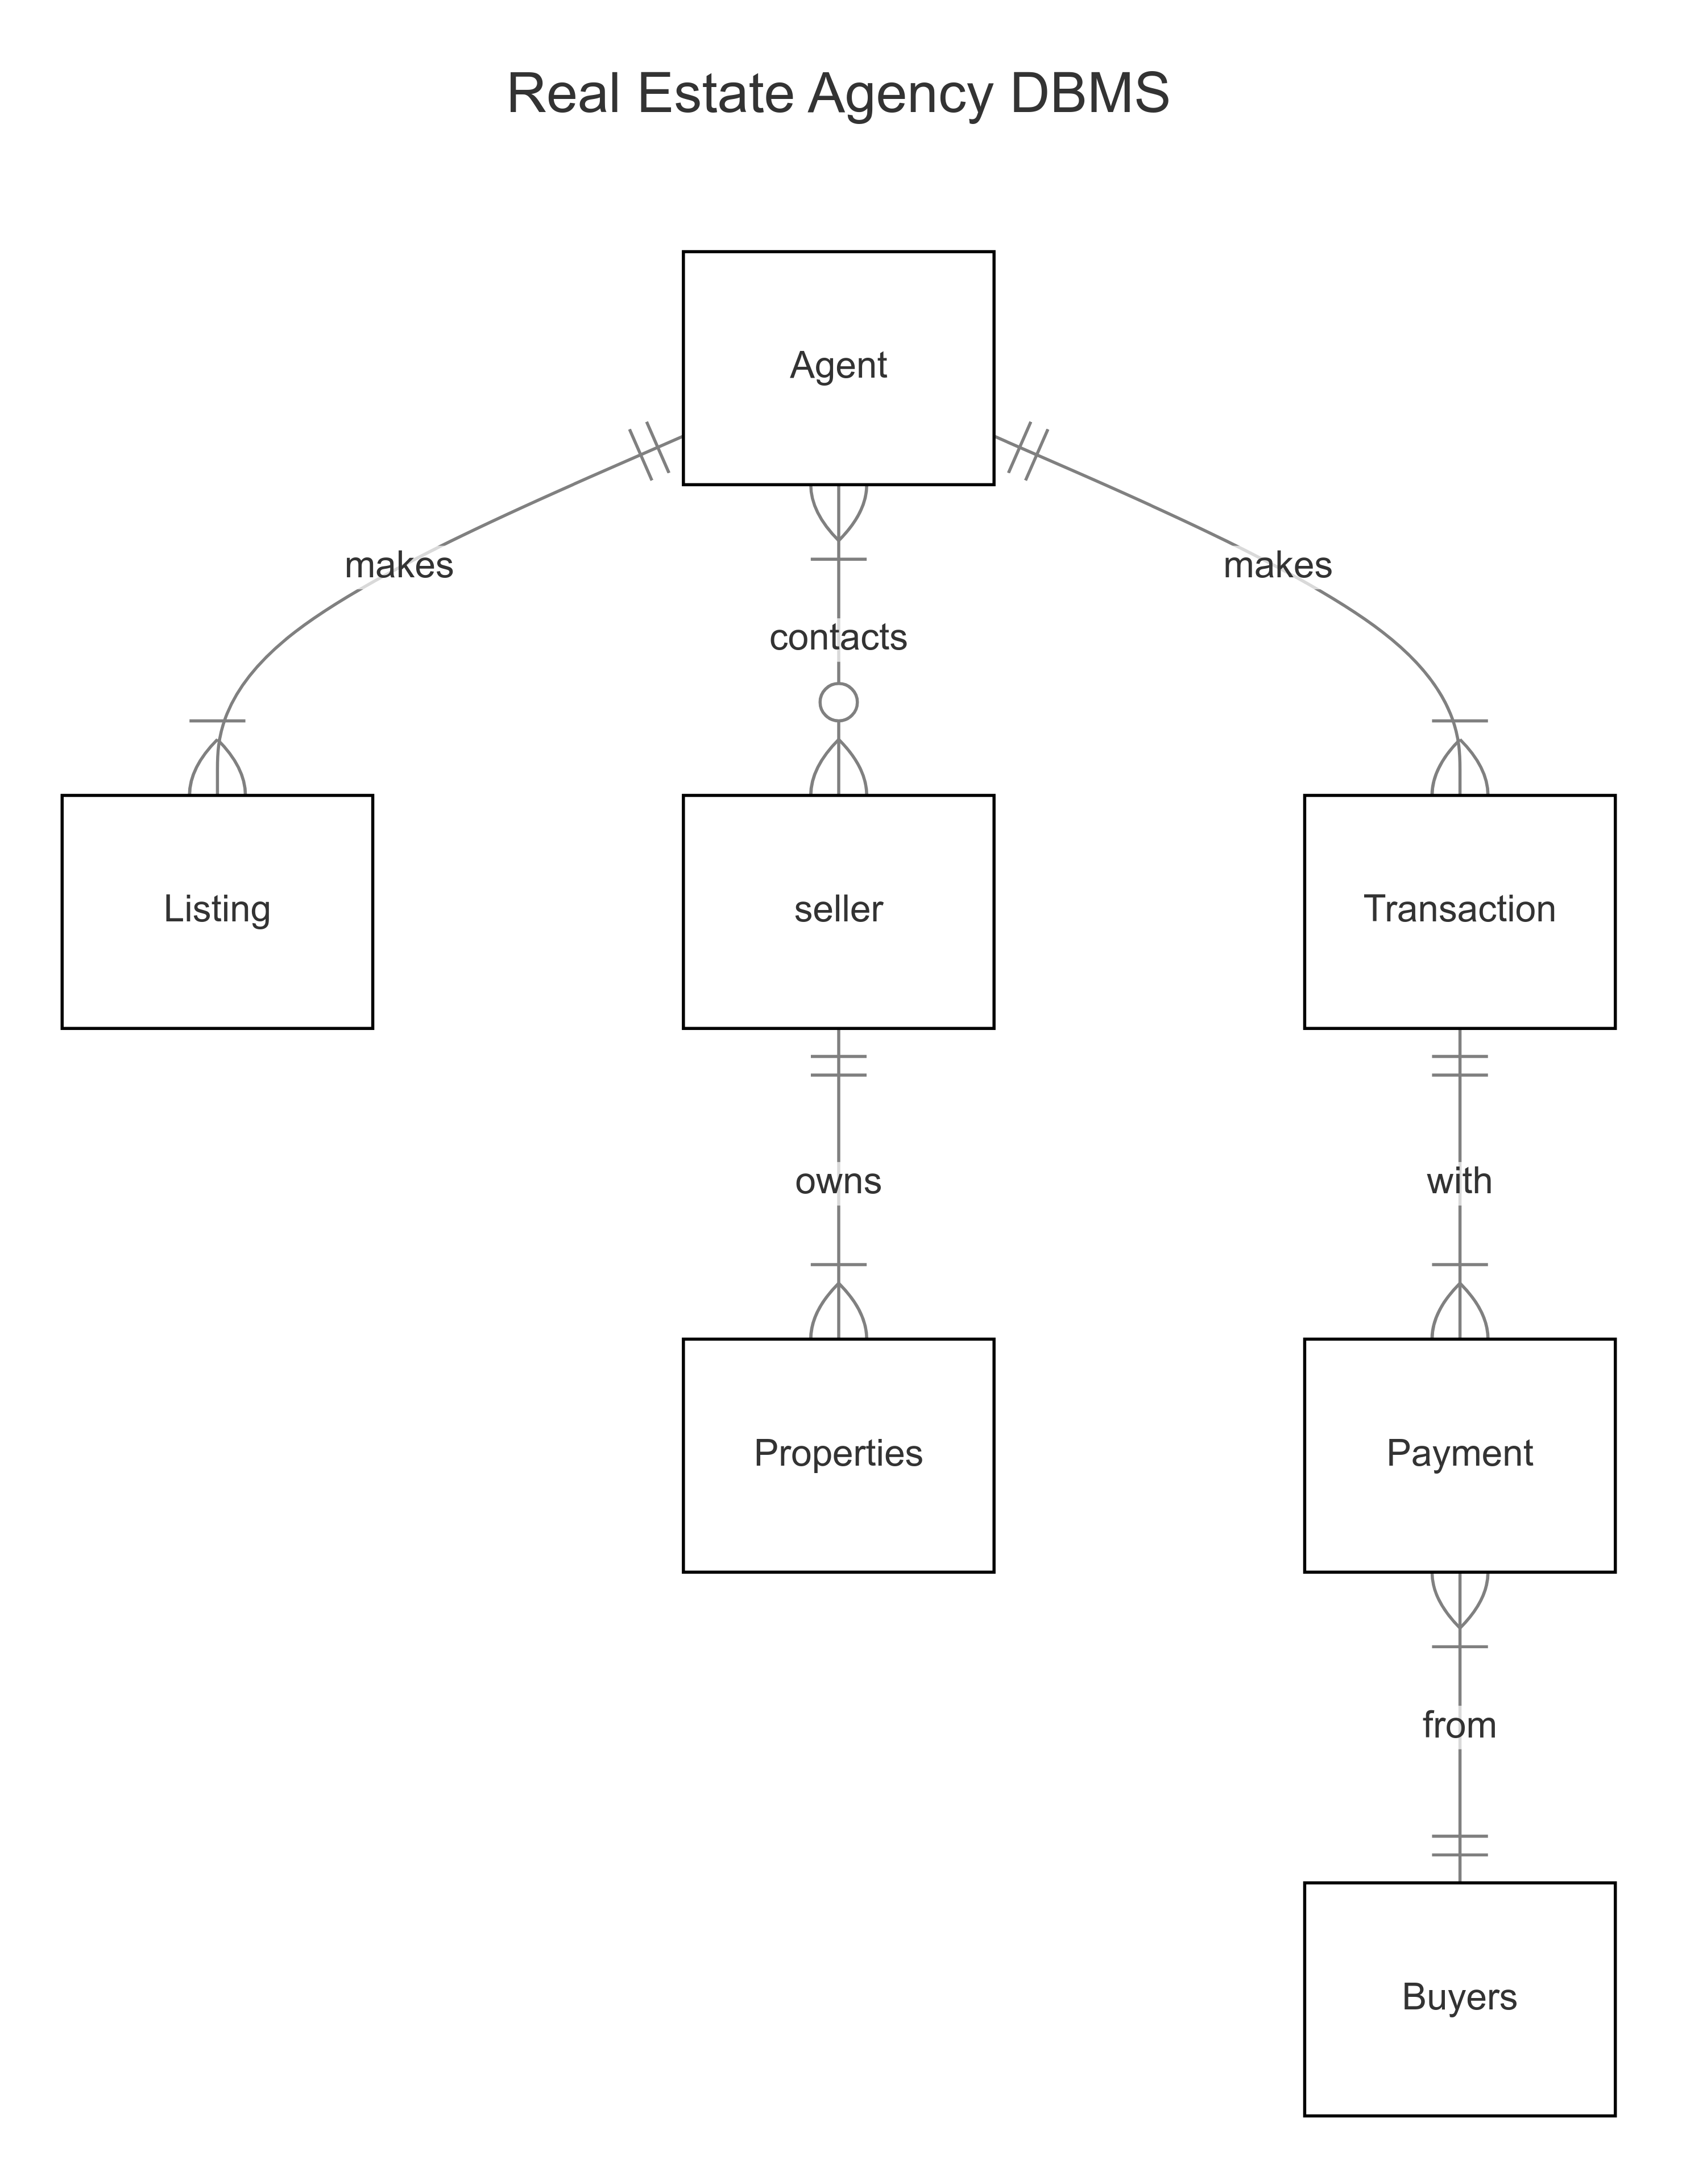 Real Estate Agency DBMS
Agent
makes
makes
contacts
Listing
seller
Transaction
owns
with
Properties
Payment
from
Buyers